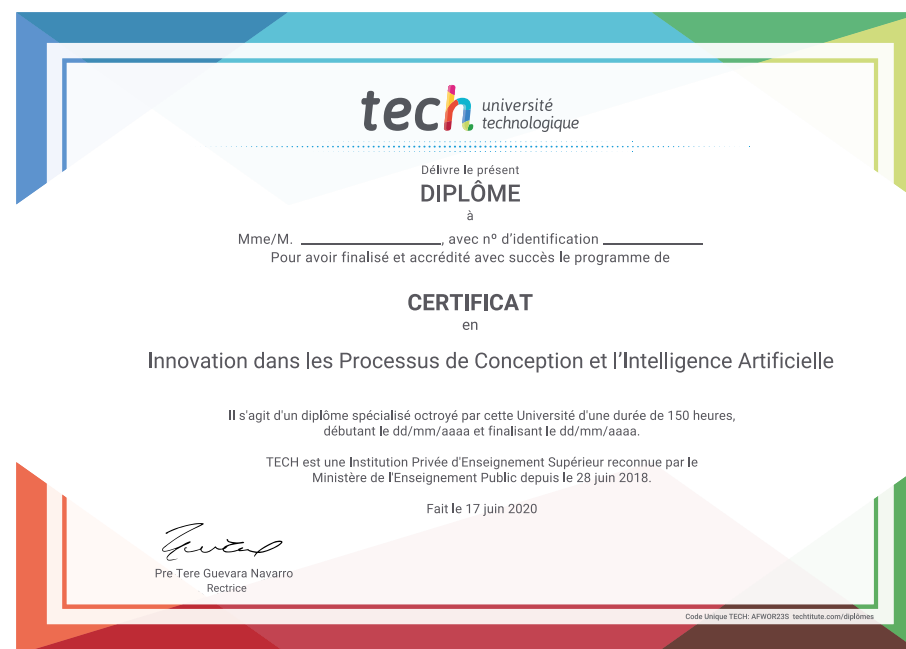 tech université
technologique
Délivre le présent
DIPLÔME
à
Mme/M. ____________________, avec nº d'identification ______________
Pour avoir finalisé et accrédité avec succès le programme de
CERTIFICAT
en
Innovation dans les Processus de Conception et l'Intelligence Artificielle
Il s'agit d'un diplôme spécialisé octroyé par cette Université d'une durée de 150 heures,
débutant le dd/mm/aaaa et finalisant le dd/mm/aaaa.
TECH est une Institution Privée d'Enseignement Supérieur reconnue par le
Ministère de l'Enseignement Public depuis le 28 juin 2018.
Fait le 17 juin 2020
Pre Tere Guevara Navarro
Rectrice
Code Unique TECH: AFWOR23S techtitute.com/diplômes